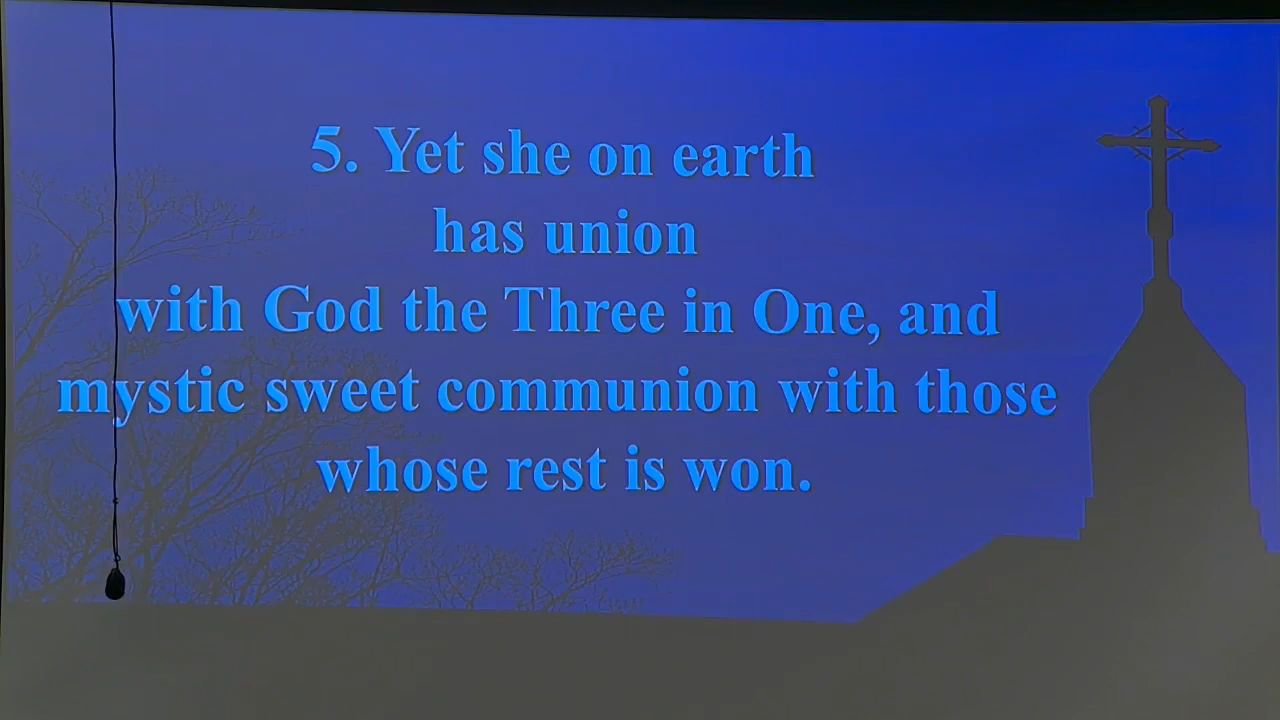 5. Yet she on earth
has union
with God the Three in One, and
mystic sweet communion with those
whose rest is won.